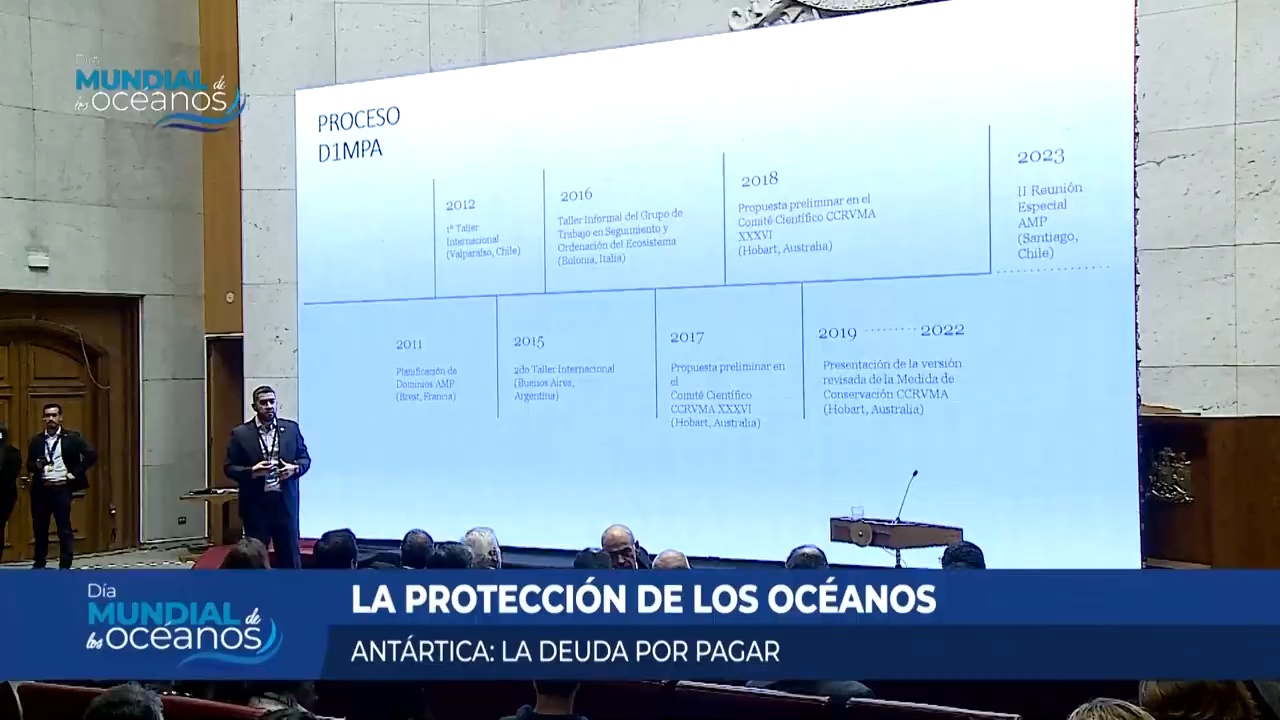 Día
MUNDIAL de
los océanos
PROCESO
D1MPA
2012
1º Taller
Internacional
(Valparaíso, Chile)
2016
Taller Informal del Grupo de
Trabajo en Seguimiento y
Ordenación del Ecosistema
(Bolonia, Italia)
2018
Propuesta preliminar en el
Comité Científico CCRVMA
XXXVI
(Hobart, Australia)
2023
II Reunión
Especial
AMP
(Santiago,
Chile)
2011
Planificación de
Dominios AMP
(Brest, Francia)
2015
2do Taller Internacional
(Buenos Aires,
Argentina)
2017
Propuesta preliminar en
el
Comité Científico
CCRVMA XXXVI
(Hobart, Australia)
2019 ........ 2022
Presentación de la versión
revisada de la Medida de
Conservación CCRVMA
(Hobart, Australia)
Día
MUNDIAL de
los océanos
LA PROTECCIÓN DE LOS OCÉANOS
ANTÁRTICA: LA DEUDA POR PAGAR